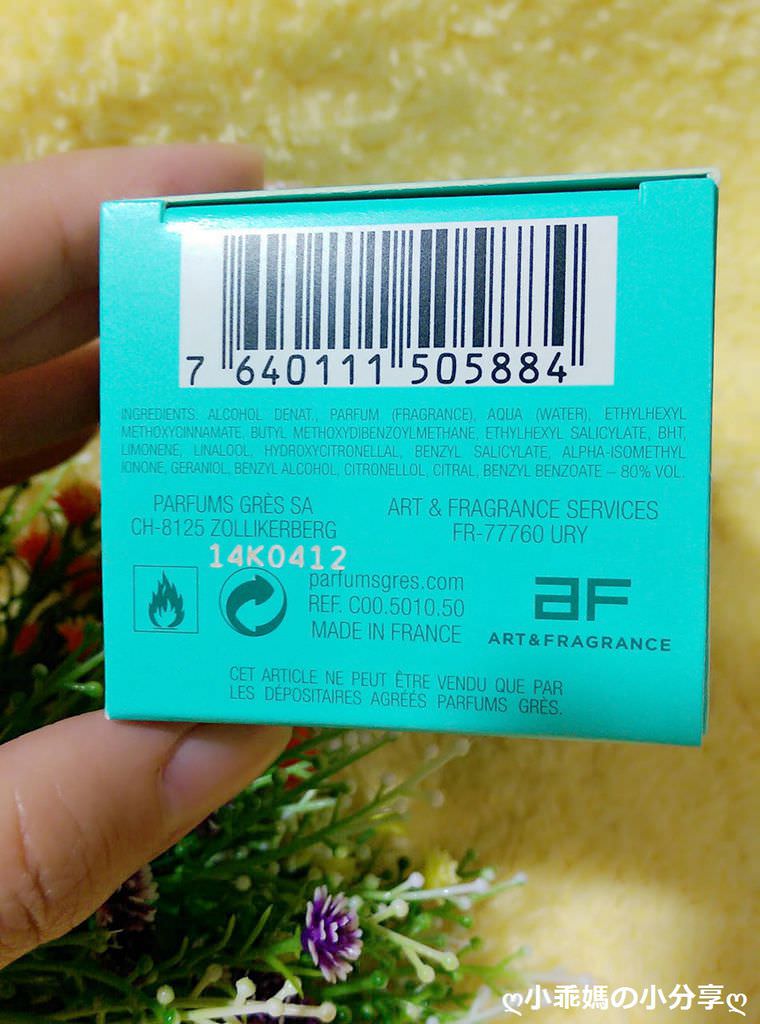 7 640111 505884
INGREDIENTS. ALCOHOL DENAT., PARFUM (FRAGRANCE), AQUA (WATER), ETHYLHEXYL
METHOXYCINNAMATE, BUTYL METHOXYDIBENZOYLMETHANE, ETHYLHEXYL SALICYLATE, BHT,
LIMONENE, LINALOOL, HYDROXYCITRONELLAL, BENZYL SALICYLATE, ALPHA-ISOMETHYL
IONONE, GERANIOL, BENZYL ALCOHOL, CITRONELLOL, CITRAL, BENZYL BENZOATE – 80% VOL.
PARFUMS GRÈS SA
CH-8125 ZOLLIKERBERG
ART & FRAGRANCE SERVICES
FR-77760 URY
14K0412
parfumsgres.com
REF. C00.5010.50
MADE IN FRANCE
aF
ART&FRAGRANCE
CET ARTICLE NE PEUT ÊTRE VENDU QUE PAR
LES DÉPOSITAIRES AGRÉÉS PARFUMS GRÈS.
ღ小乖媽の小分享ღ